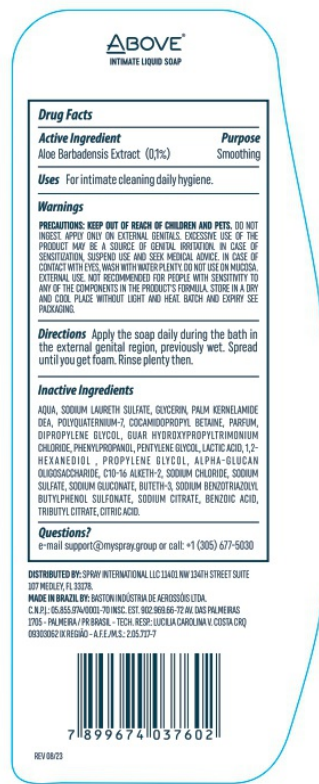 ABOVE®
INTIMATE LIQUID SOAP
Drug Facts
Active Ingredient Purpose
Aloe Barbadensis Extract (0,1%) Smoothing
Uses For intimate cleaning daily hygiene.
Warnings
PRECAUTIONS: KEEP OUT OF REACH OF CHILDREN AND PETS. DO NOT
INGEST. APPLY ONLY ON EXTERNAL GENITALS. EXCESSIVE USE OF THE
PRODUCT MAY BE A SOURCE OF GENITAL IRRITATION. IN CASE OF
SENSITIZATION, SUSPEND USE AND SEEK MEDICAL ADVICE. IN CASE OF
CONTACT WITH EYES, WASH WITH WATER PLENTY. DO NOT USE ON MUCOSA.
EXTERNAL USE. NOT RECOMMENDED FOR PEOPLE WITH SENSITIVITY TO
ANY OF THE COMPONENTS IN THE PRODUCT'S FORMULA. STORE IN A DRY
AND COOL PLACE WITHOUT LIGHT AND HEAT. BATCH AND EXPIRY SEE
PACKAGING.
Directions Apply the soap daily during the bath in
the external genital region, previously wet. Spread
until you get foam. Rinse plenty then.
Inactive Ingredients
AQUA, SODIUM LAURETH SULFATE, GLYCERIN, PALM KERNELAMIDE
DEA, POLYQUATERNIUM-7, COCAMIDOPROPYL BETAINE, PARFUM,
DIPROPYLENE GLYCOL, GUAR HYDROXYPROPYLTRIMONIUM
CHLORIDE, PHENYLPROPANOL, PENTYLENE GLYCOL, LACTIC ACID, 1,2-
HEXANEDIOL , PROPYLENE GLYCOL, ALPHA-GLUCAN
OLIGOSACCHARIDE, C10-16 ALKETH-2, SODIUM CHLORIDE, SODIUM
SULFATE, SODIUM GLUCONATE, BUTETH-3, SODIUM BENZOTRIAZOLYL
BUTYLPHENOL SULFONATE, SODIUM CITRATE, BENZOIC ACID,
TRIBUTYL CITRATE, CITRIC ACID.
Questions?
e-mail support@myspray.group or call: +1 (305) 677-5030
DISTRIBUTED BY: SPRAY INTERNATIONAL LLC 11401 NW 134TH STREET SUITE
107 MEDLEY, FL 33178.
MADE IN BRAZIL BY: BASTON INDÚSTRIA DE AEROSSÓIS LTDA.
C.N.P.J.: 05.855.974/0001-70 INSC. EST. 902.969.66-72 AV. DAS PALMEIRAS
1705 - PALMEIRA / PR BRASIL - TECH. RESP.: LUCILIA CAROLINA V. COSTA CRQ
09303062 IX REGIÃO - A.F.E./M.S.: 2.05.717-7
7 899674 037602
REV 08/23